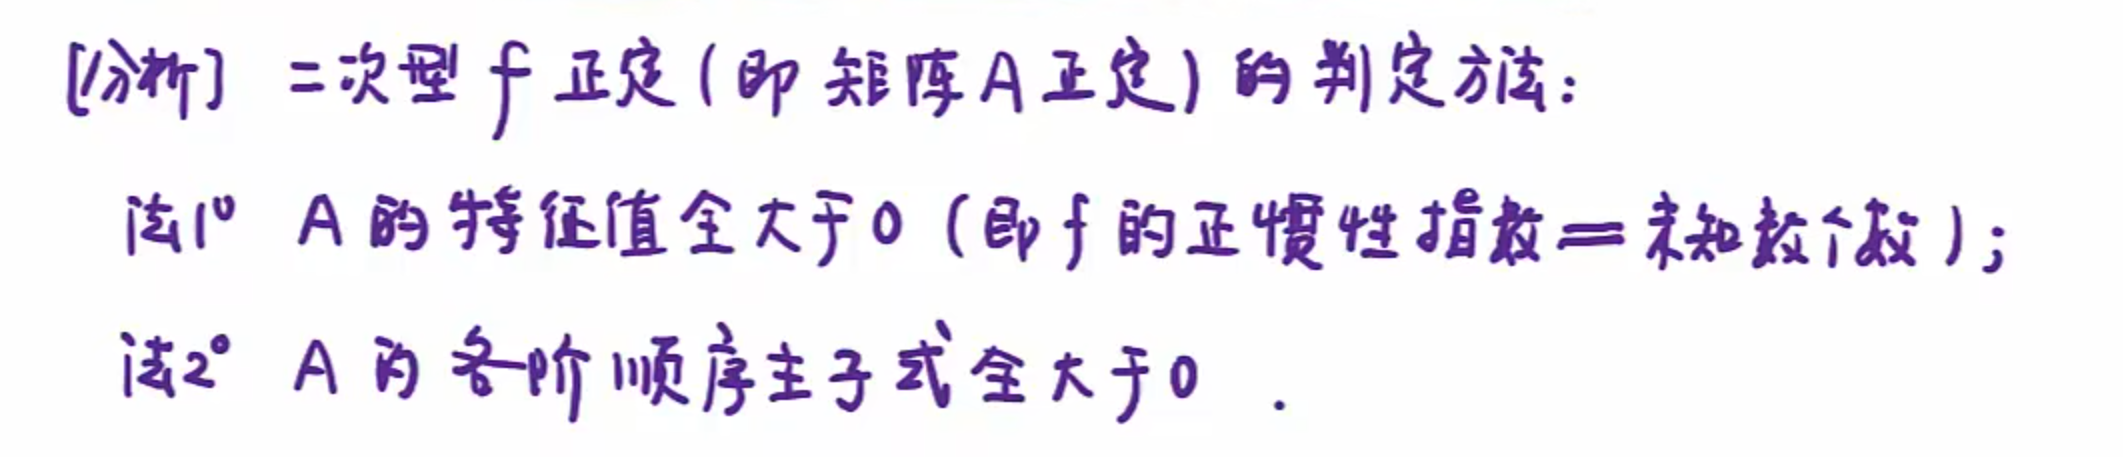 [分析] 二次型 f 正定(即 矩阵A正定)的判定方法:
法1° A的特征值全大于0(即f的正惯性指数=未知数个数);
法2° A的各阶顺序主子式全大于0.